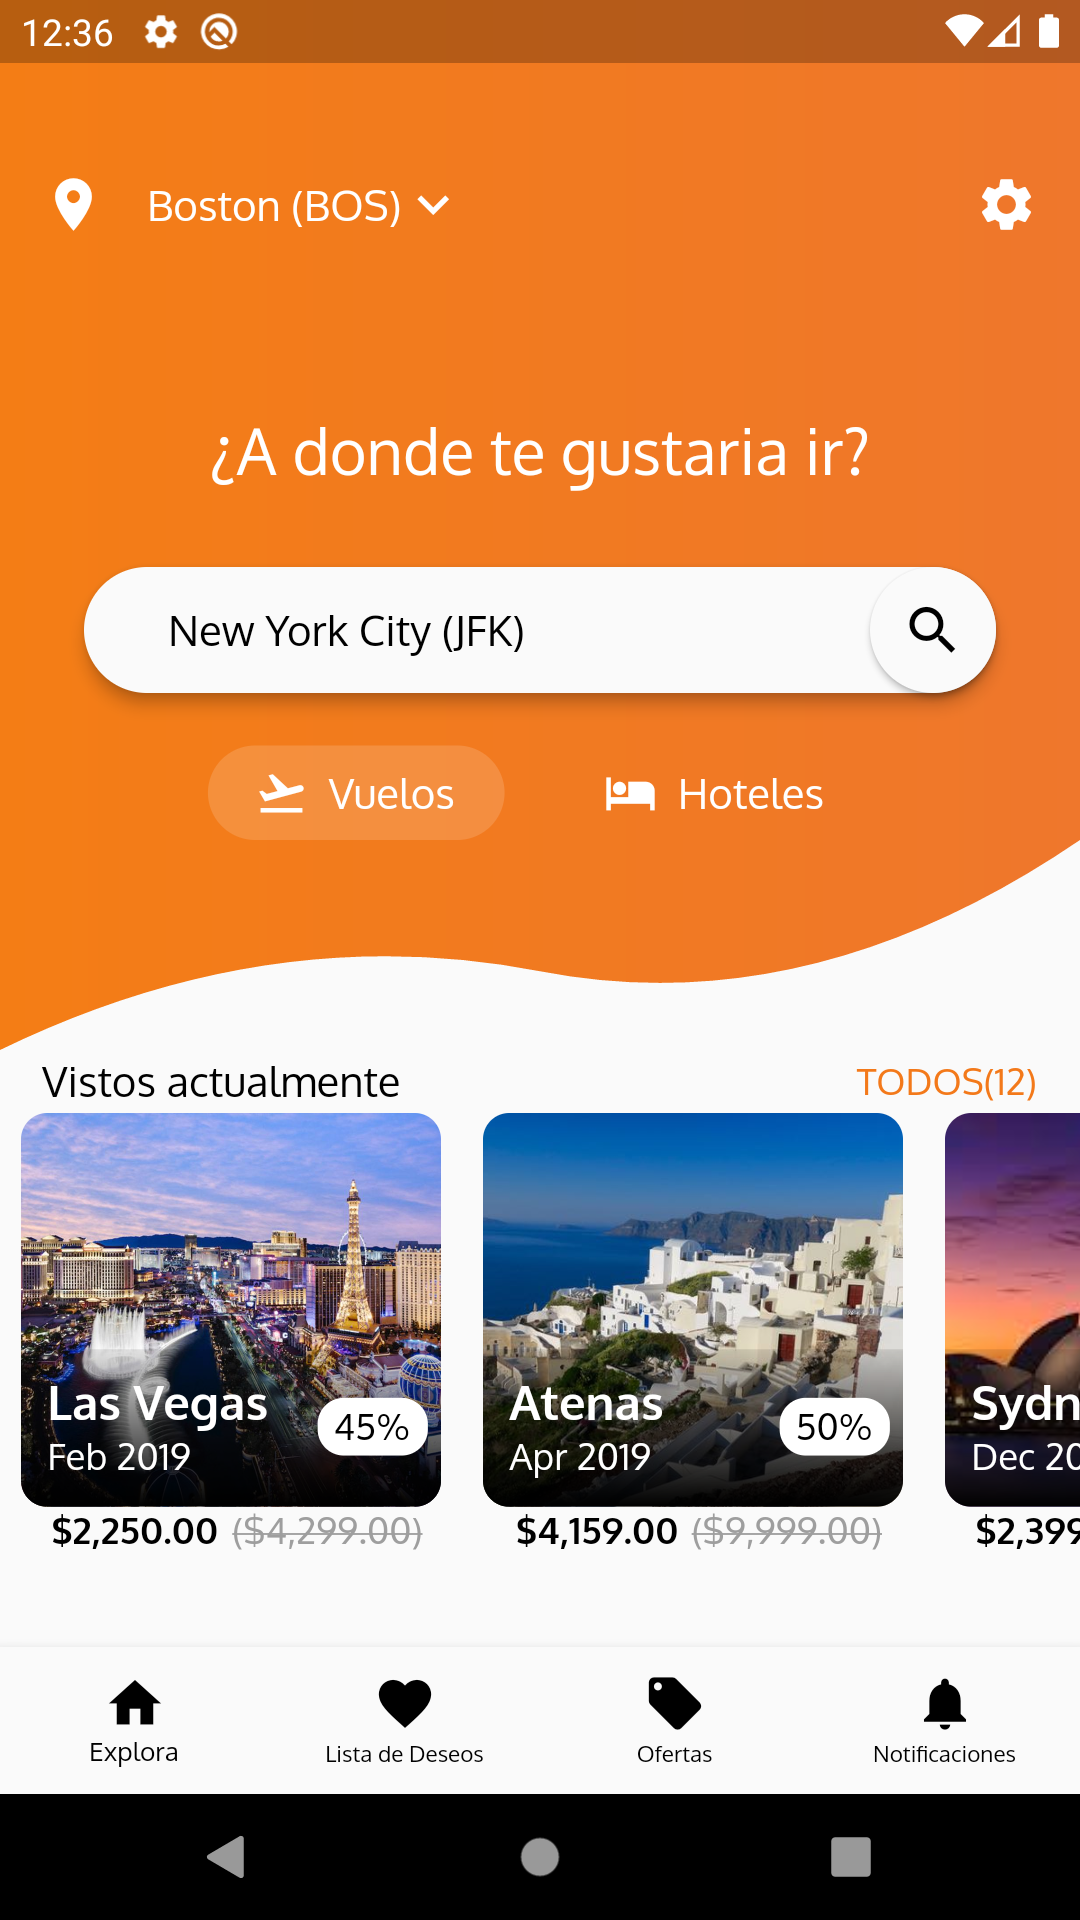 12:36
Boston (BOS)
¿A donde te gustaria ir?
New York City (JFK)
Vuelos
Hoteles
Vistos actualmente
TODOS(12)
Las Vegas
Feb 2019
45%
Atenas
Apr 2019
50%
Sydn
Dec 20
$2,250.00 ($4,299.00)
$4,159.00 ($9,999.00)
$2,399
Explora
Lista de Deseos
Ofertas
Notificaciones